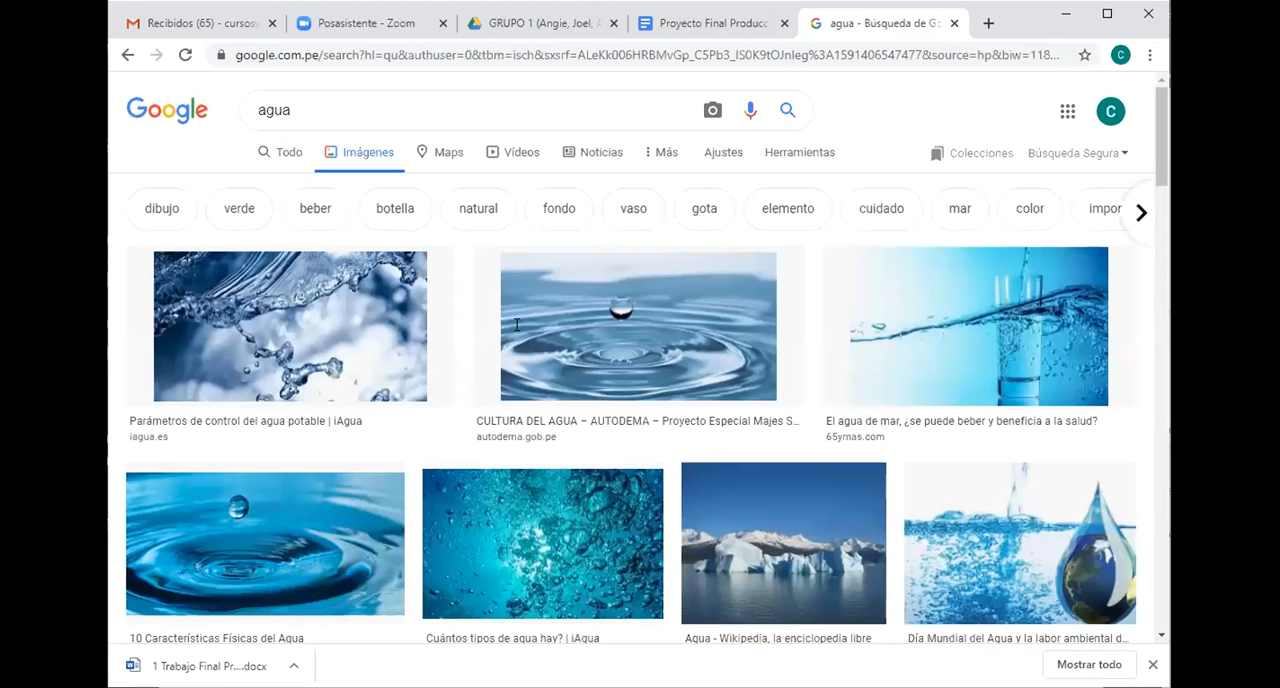 Recibidos (65) - cursosv
Posasistente - Zoom
GRUPO 1 (Angie, Joel, A
Proyecto Final Producc
agua - Búsqueda de Go
google.com.pe/search?hl=qu&authuser=0&tbm=isch&sxsrf=ALeKk006HRBMvGp_C5Pb3_IS0K9tOJnleg%3A1591406547477&source=hp&biw=118...
C
Google
agua
C
Todo
Imágenes
Maps
Vídeos
Noticias
Más
Ajustes
Herramientas
Colecciones
Búsqueda Segura
dibujo
verde
beber
botella
natural
fondo
vaso
gota
elemento
cuidado
mar
color
impor
Parámetros de control del agua potable | iAgua
iagua.es
CULTURA DEL AGUA – AUTODEMA – Proyecto Especial Majes S...
autodema.gob.pe
El agua de mar, ¿se puede beber y beneficia a la salud?
65ymas.com
10 Características Físicas del Agua
Cuántos tipos de agua hay? | iAgua
Agua - Wikipedia, la enciclopedia libre
Día Mundial del Agua y la labor ambiental d...
1 Trabajo Final Pr....docx
Mostrar todo